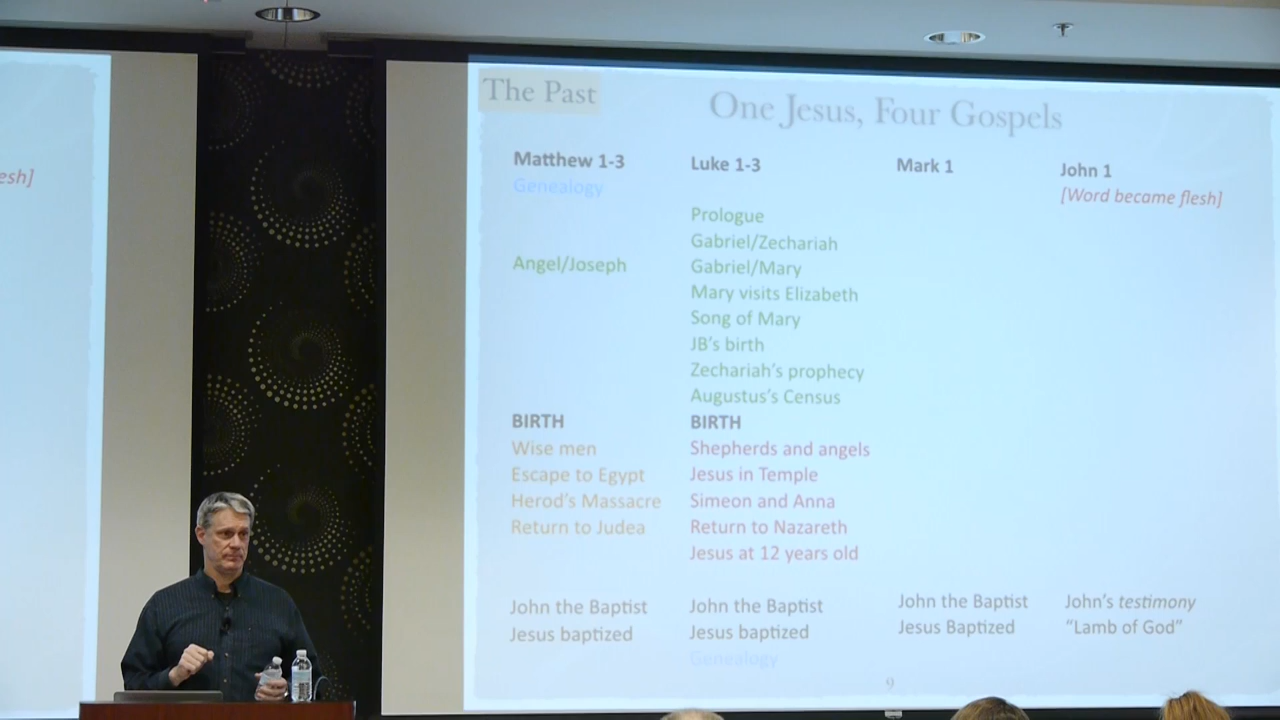 esh]
The Past
One Jesus, Four Gospels
Matthew 1-3
Genealogy
Angel/Joseph
BIRTH
Wise men
Escape to Egypt
Herod's Massacre
Return to Judea
John the Baptist
Jesus baptized
Luke 1-3
Prologue
Gabriel/Zechariah
Gabriel/Mary
Mary visits Elizabeth
Song of Mary
JB's birth
Zechariah's prophecy
Augustus's Census
BIRTH
Shepherds and angels
Jesus in Temple
Simeon and Anna
Return to Nazareth
Jesus at 12 years old
John the Baptist
Jesus baptized
Genealogy
Mark 1
John the Baptist
Jesus Baptized
John 1
[Word became flesh]
John's testimony
"Lamb of God"
9